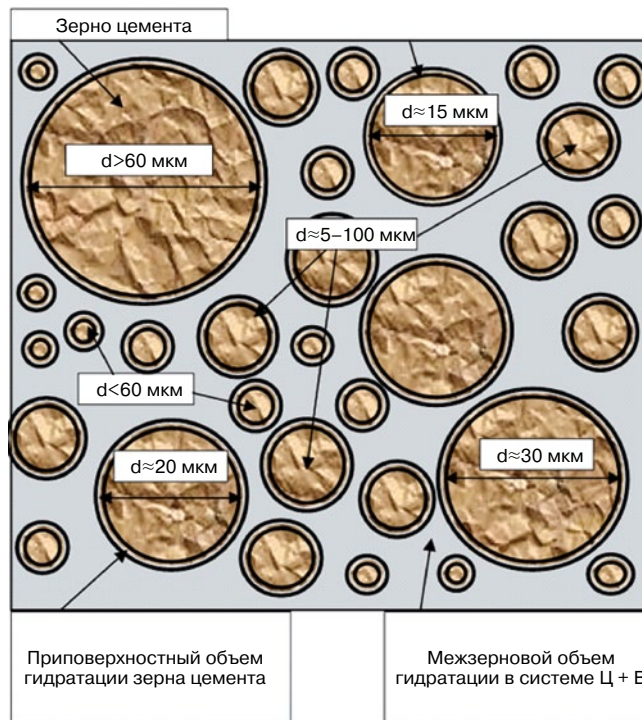 Зерно цемента
d≈15 мкм
d>60 мкм
d≈5–100 мкм
d<60 мкм
d≈20 мкм
d≈30 мкм
Приповерхностный объем
гидратации зерна цемента
Межзерновой объем
гидратации в системе Ц + В